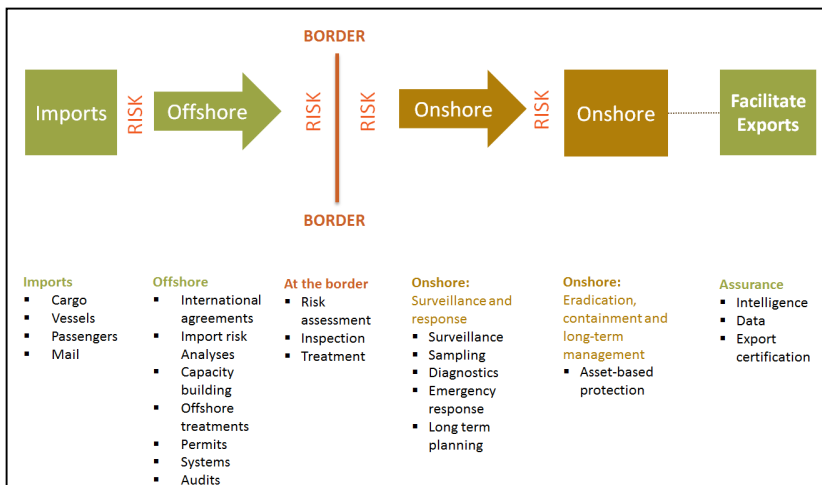 BORDER
Imports
RISK
Offshore
RISK
RISK
Onshore
RISK
Onshore
Facilitate
Exports
BORDER
Imports
▪ Cargo
▪ Vessels
▪ Passengers
▪ Mail
Offshore
▪ International
agreements
▪ Import risk
Analyses
▪ Capacity
building
▪ Offshore
treatments
▪ Permits
▪ Systems
▪ Audits
At the border
▪ Risk
assessment
▪ Inspection
▪ Treatment
Onshore:
Surveillance and
response
▪ Surveillance
▪ Sampling
▪ Diagnostics
▪ Emergency
response
▪ Long term
planning
Onshore:
Eradication,
containment and
long-term
management
▪ Asset-based
protection
Assurance
▪ Intelligence
▪ Data
▪ Export
certification